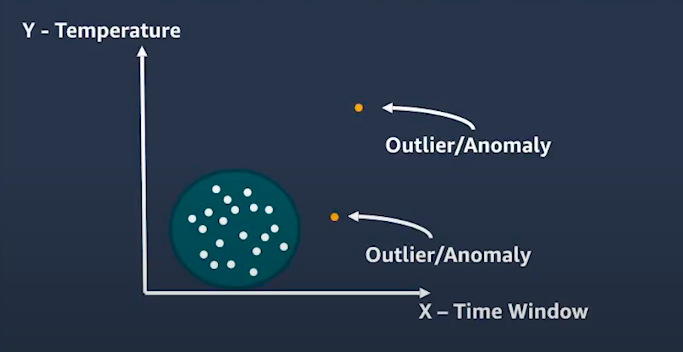 Y - Temperature
Outlier/Anomaly
Outlier/Anomaly
X – Time Window